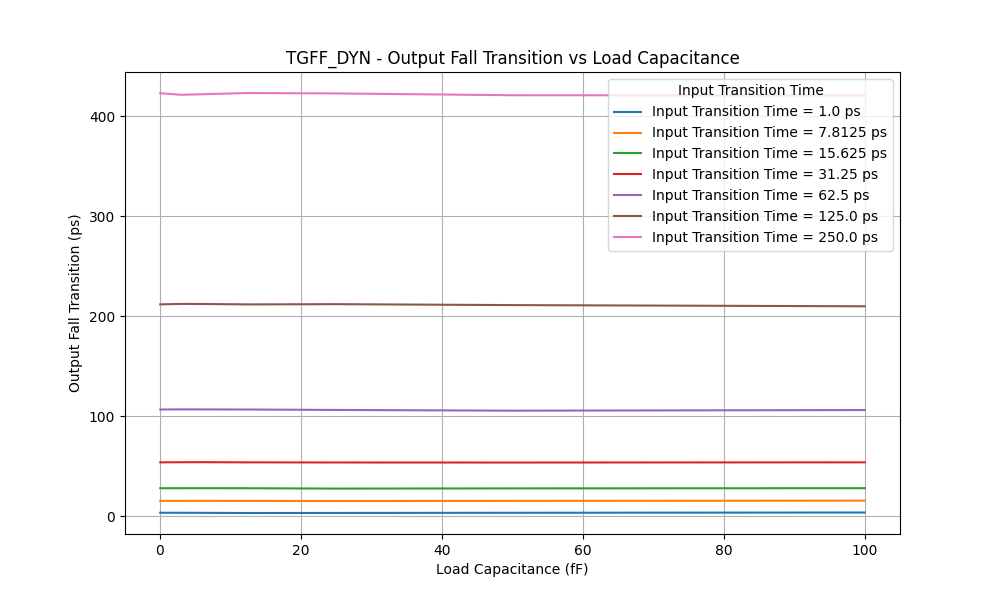 TGFF_DYN - Output Fall Transition vs Load Capacitance
Input Transition Time
Input Transition Time = 1.0 ps
Input Transition Time = 7.8125 ps
Input Transition Time = 15.625 ps
Input Transition Time = 31.25 ps
Input Transition Time = 62.5 ps
Input Transition Time = 125.0 ps
Input Transition Time = 250.0 ps
Output Fall Transition (ps)
400
300
200
100
0
0 20 40 60 80 100
Load Capacitance (fF)